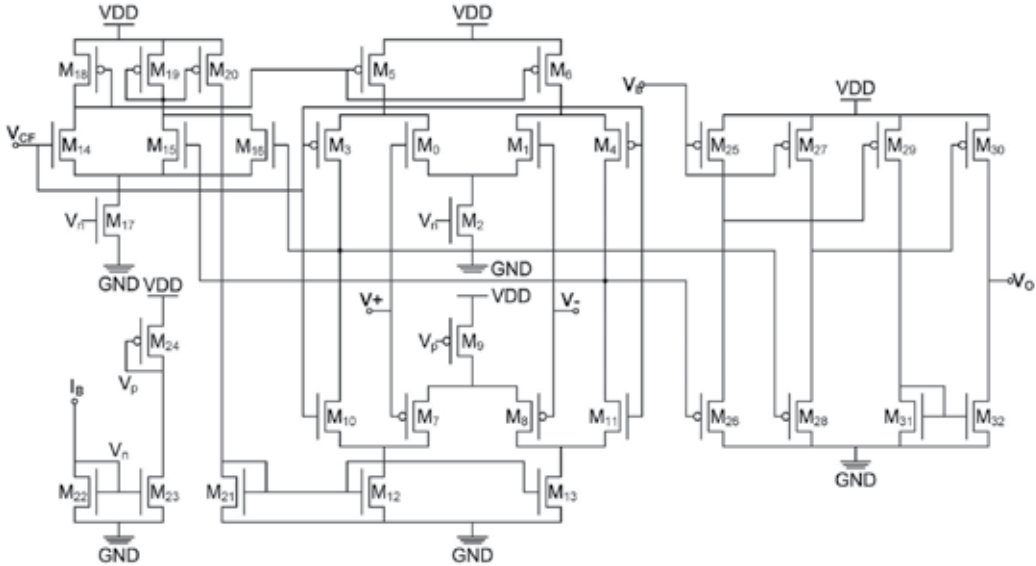 VDD VDD
M18 M19 M20 M5 M6
V6 VDD
VCF M14 M15 M16 M3 M0 M1 M4 M25 M27 M29 M30
Vn M17 Vn M2
GND GND
VDD V+ VDD V- VO
M24 Vp M9
Vp
IB M10 M7 M8 M11 M26 M28 M31 M32
Vn GND
M22 M23 M21 M12 M13
GND GND